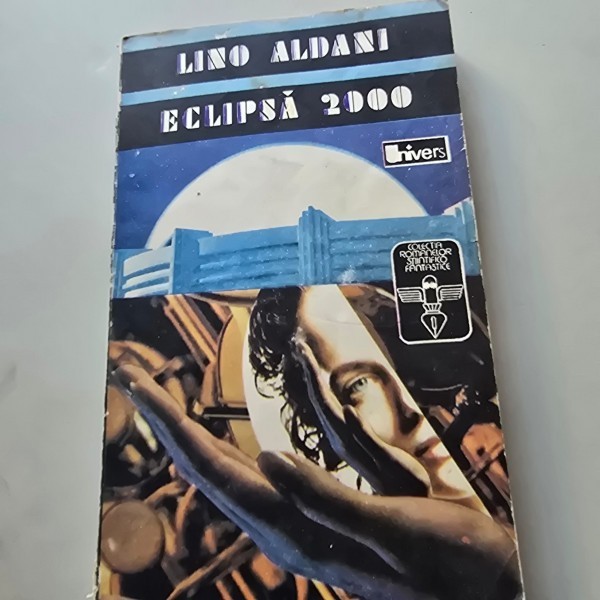 LINO ALDANI
ECLIPSĂ 2000
Univers
COLECȚIA
ROMANELOR
ȘTIINȚIFICO
FANTASTICE